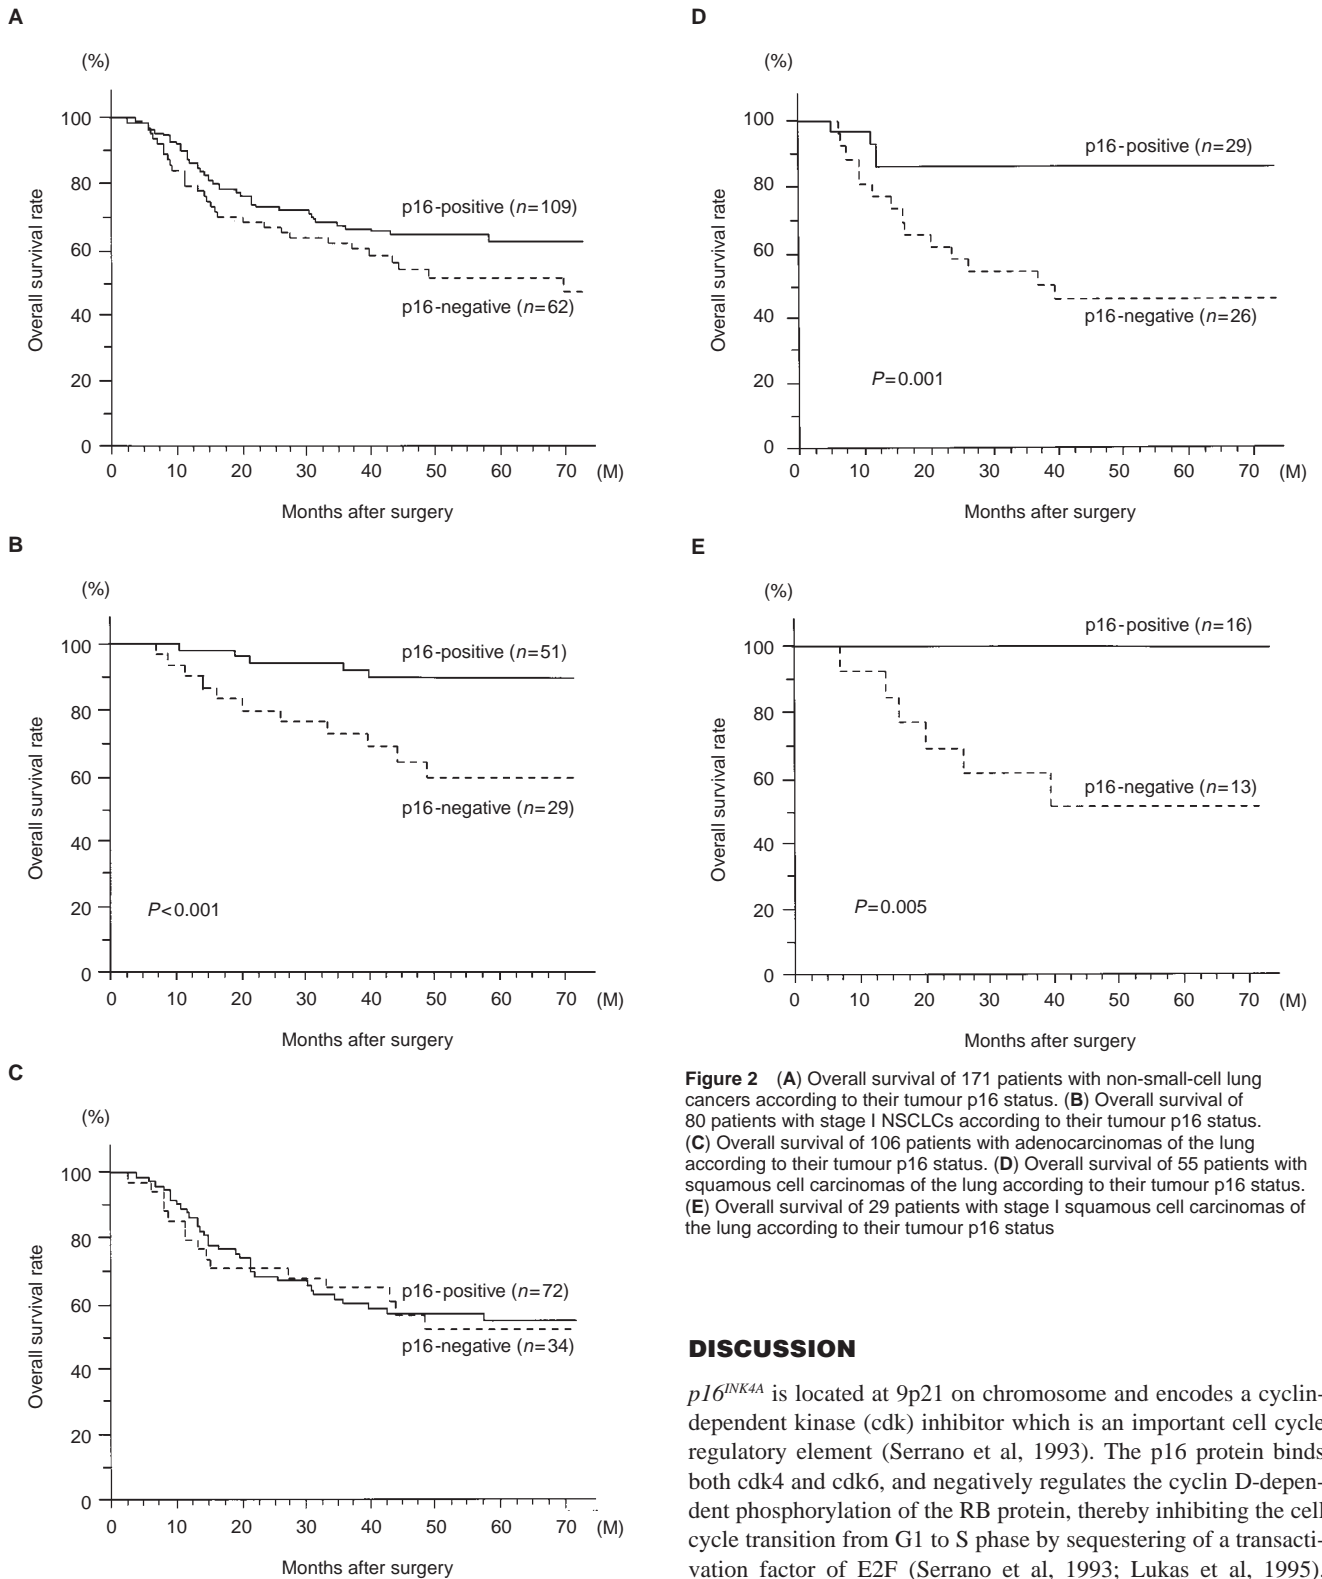 A
(%)
100
80
60
40
20
0
Overall survival rate
p16-positive (n=109)
p16-negative (n=62)
0 10 20 30 40 50 60 70 (M)
Months after surgery
B
(%)
100
80
60
40
20
0
Overall survival rate
p16-positive (n=51)
p16-negative (n=29)
P<0.001
0 10 20 30 40 50 60 70 (M)
Months after surgery
C
(%)
100
80
60
40
20
0
Overall survival rate
p16-positive (n=72)
p16-negative (n=34)
0 10 20 30 40 50 60 70 (M)
Months after surgery
D
(%)
100
80
60
40
20
0
Overall survival rate
p16-positive (n=29)
p16-negative (n=26)
P=0.001
0 10 20 30 40 50 60 70 (M)
Months after surgery
E
(%)
100
80
60
40
20
0
Overall survival rate
p16-positive (n=16)
p16-negative (n=13)
P=0.005
0 10 20 30 40 50 60 70 (M)
Months after surgery
Figure 2 (A) Overall survival of 171 patients with non-small-cell lung
cancers according to their tumour p16 status. (B) Overall survival of
80 patients with stage I NSCLCs according to their tumour p16 status.
(C) Overall survival of 106 patients with adenocarcinomas of the lung
according to their tumour p16 status. (D) Overall survival of 55 patients with
squamous cell carcinomas of the lung according to their tumour p16 status.
(E) Overall survival of 29 patients with stage I squamous cell carcinomas of
the lung according to their tumour p16 status
DISCUSSION
p16INK4A is located at 9p21 on chromosome and encodes a cyclin-
dependent kinase (cdk) inhibitor which is an important cell cycle
regulatory element (Serrano et al, 1993). The p16 protein binds
both cdk4 and cdk6, and negatively regulates the cyclin D-depen-
dent phosphorylation of the RB protein, thereby inhibiting the cell
cycle transition from G1 to S phase by sequestering of a transacti-
vation factor of E2F (Serrano et al, 1993; Lukas et al, 1995).